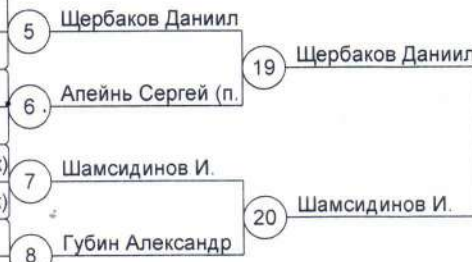 5 Щербаков Даниил
19 Щербаков Даниил
6 Апейнь Сергей (п.
7 Шамсидинов И.
20 Шамсидинов И.
8 Губин Александр